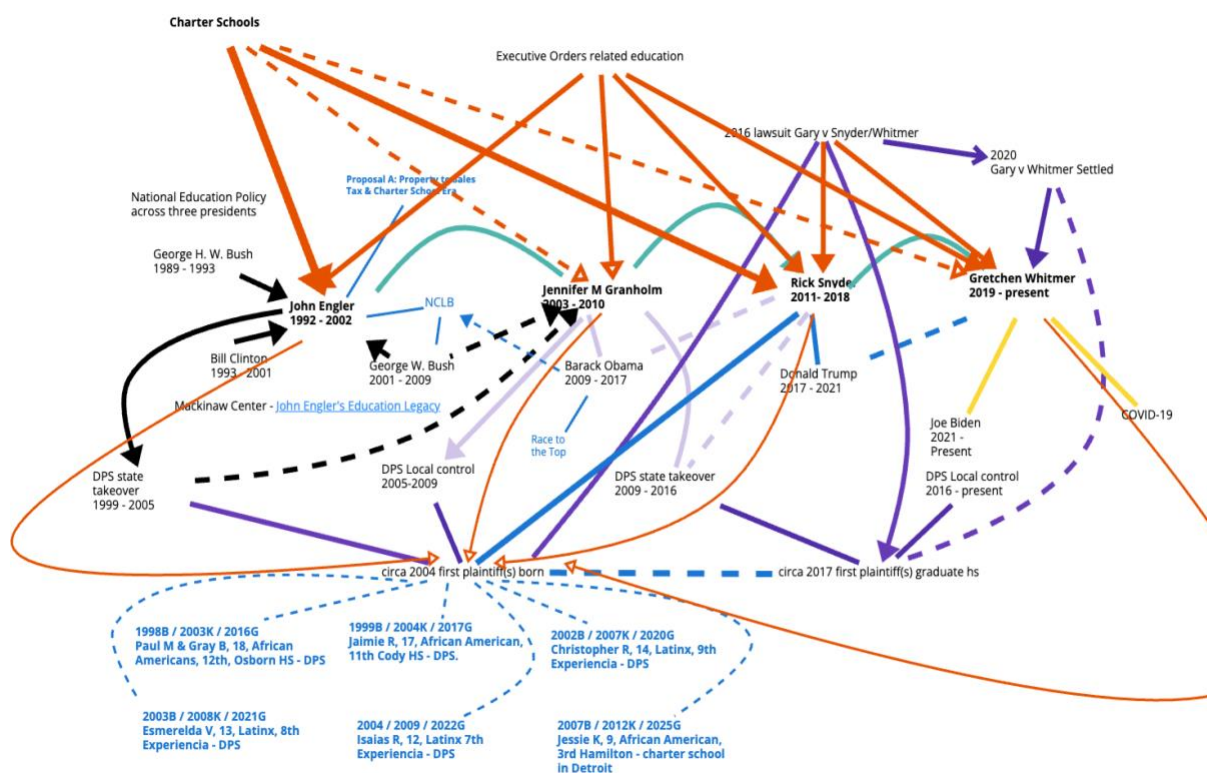 Charter Schools
Executive Orders related education
2016 lawsuit Gary v Snyder/Whitmer
2020
Gary v Whitmer Settled
Proposal A: Property to Sales
Tax & Charter School Era
National Education Policy
across three presidents
George H. W. Bush
1989 - 1993
John Engler
1992 - 2002
NCLB
Jennifer M Granholm
2003 - 2010
Rick Snyder
2011- 2018
Gretchen Whitmer
2019 - present
Bill Clinton
1993 - 2001
George W. Bush
2001 - 2009
Barack Obama
2009 - 2017
Donald Trump
2017 - 2021
Mackinaw Center - John Engler's Education Legacy
Race to
the Top
Joe Biden
2021 -
Present
COVID-19
DPS state
takeover
1999 - 2005
DPS Local control
2005-2009
DPS state takeover
2009 - 2016
DPS Local control
2016 - present
circa 2004 first plaintiff(s) born
circa 2017 first plaintiff(s) graduate hs
1998B / 2003K / 2016G
Paul M & Gray B, 18, African
Americans, 12th, Osborn HS - DPS
1999B / 2004K / 2017G
Jaimie R, 17, African American,
11th Cody HS - DPS.
2002B / 2007K / 2020G
Christopher R, 14, Latinx, 9th
Experiencia - DPS
2003B / 2008K / 2021G
Esmerelda V, 13, Latinx, 8th
Experiencia - DPS
2004 / 2009 / 2022G
Isaias R, 12, Latinx 7th
Experiencia - DPS
2007B / 2012K / 2025G
Jessie K, 9, African American,
3rd Hamilton - charter school
in Detroit